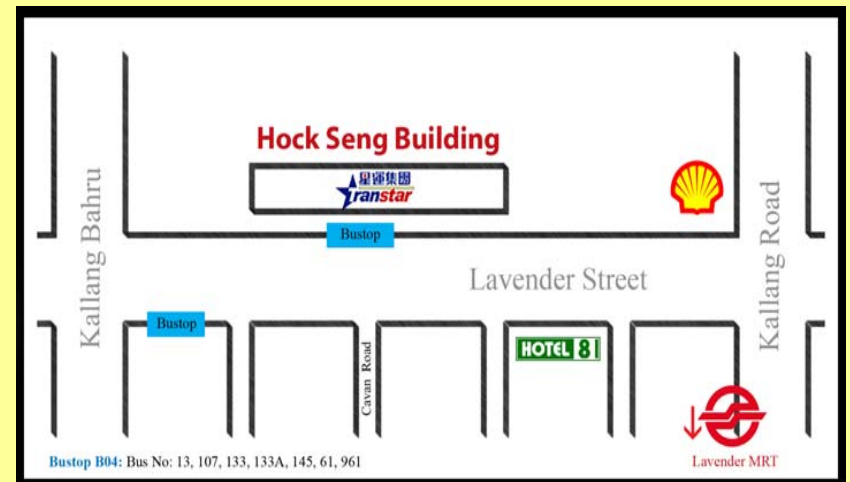 Hock Seng Building
星運集團
Transtar
Bustop
Kallang Bahru
Kallang Road
Lavender Street
Bustop
HOTEL 81
Cavan Road
Bustop B04: Bus No: 13, 107, 133, 133A, 145, 61, 961
Lavender MRT